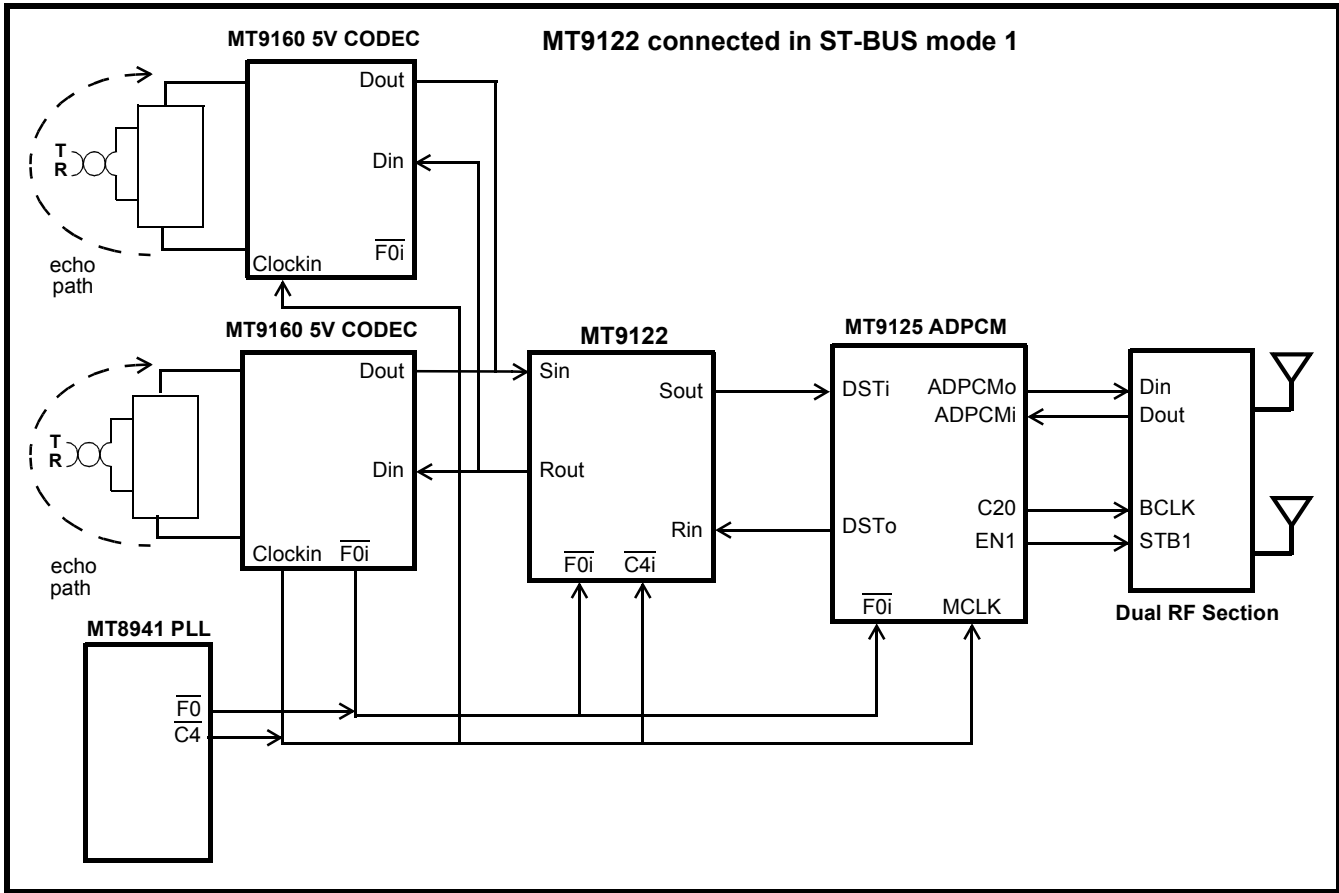 MT9160 5V CODEC
MT9122 connected in ST-BUS mode 1
Dout
Din
F0i
Clockin
T
R
echo
path
MT9160 5V CODEC
Dout
Din
Clockin F0i
T
R
echo
path
MT9122
Sin
Sout
Rout
Rin
F0i C4i
MT9125 ADPCM
DSTi
ADPCMo
ADPCMi
DSTo
C20
EN1
F0i MCLK
Din
Dout
BCLK
STB1
Dual RF Section
MT8941 PLL
F0
C4